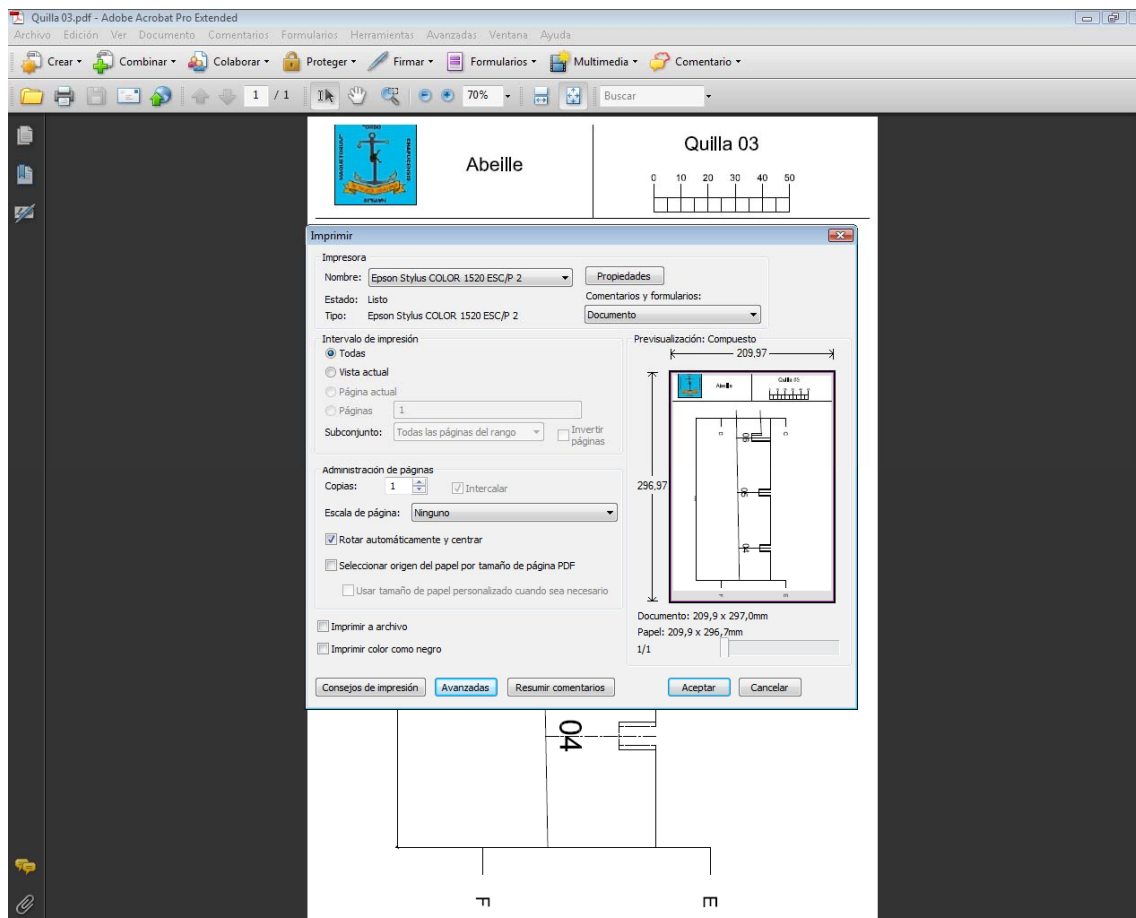 Quilla 03.pdf - Adobe Acrobat Pro Extended
Archivo Edición Ver Documento Comentarios Formularios Herramientas Avanzadas Ventana Ayuda
Crear Combinar Colaborar Proteger Firmar Formularios Multimedia Comentario
1 / 1 70% Buscar
Abeille
Quilla 03
0 10 20 30 40 50
Imprimir
Impresora
Nombre: Epson Stylus COLOR 1520 ESC/P 2 Propiedades
Estado: Listo Comentarios y formularios:
Tipo: Epson Stylus COLOR 1520 ESC/P 2 Documento
Intervalo de impresión
Todas
Vista actual
Página actual
Páginas 1
Subconjunto: Todas las páginas del rango Invertir páginas
Administración de páginas
Copias: 1 Intercalar
Escala de página: Ninguno
Rotar automáticamente y centrar
Seleccionar origen del papel por tamaño de página PDF
Usar tamaño de papel personalizado cuando sea necesario
Imprimir a archivo
Imprimir color como negro
Previsualización: Compuesto
209,97
Abeille Quilla 03
296,97
06
05
04
Documento: 209,9 x 297,0mm
Papel: 209,9 x 296,7mm
1/1
Consejos de impresión Avanzadas Resumir comentarios Aceptar Cancelar
04
F E